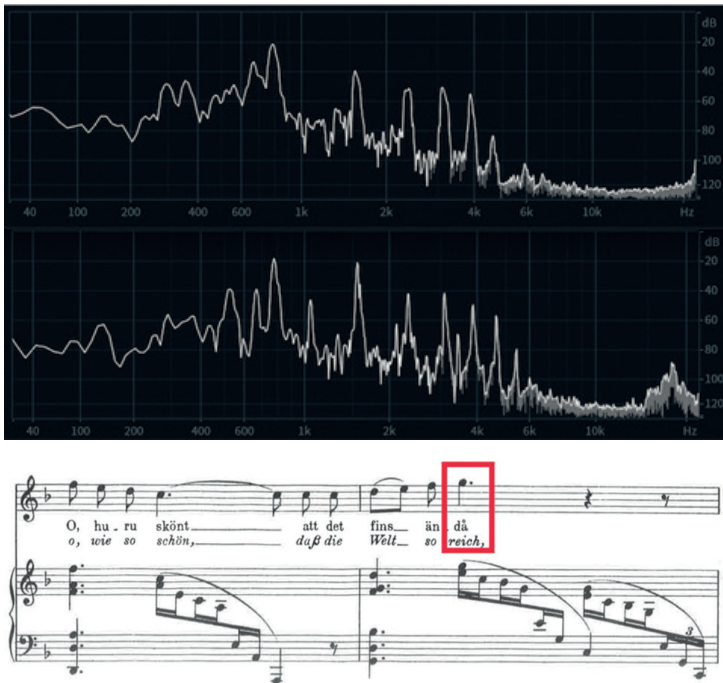 dB
-20
40
60
80
100
120
40 100 200 400 600 1k 2k 4k 6k 10k Hz
dB
-20
40
60
80
100
120
40 100 200 400 600 1k 2k 4k 6k 10k Hz
O, hu - ru skönt att det fins än då
o, wie so schön, daß die Welt so reich,
3